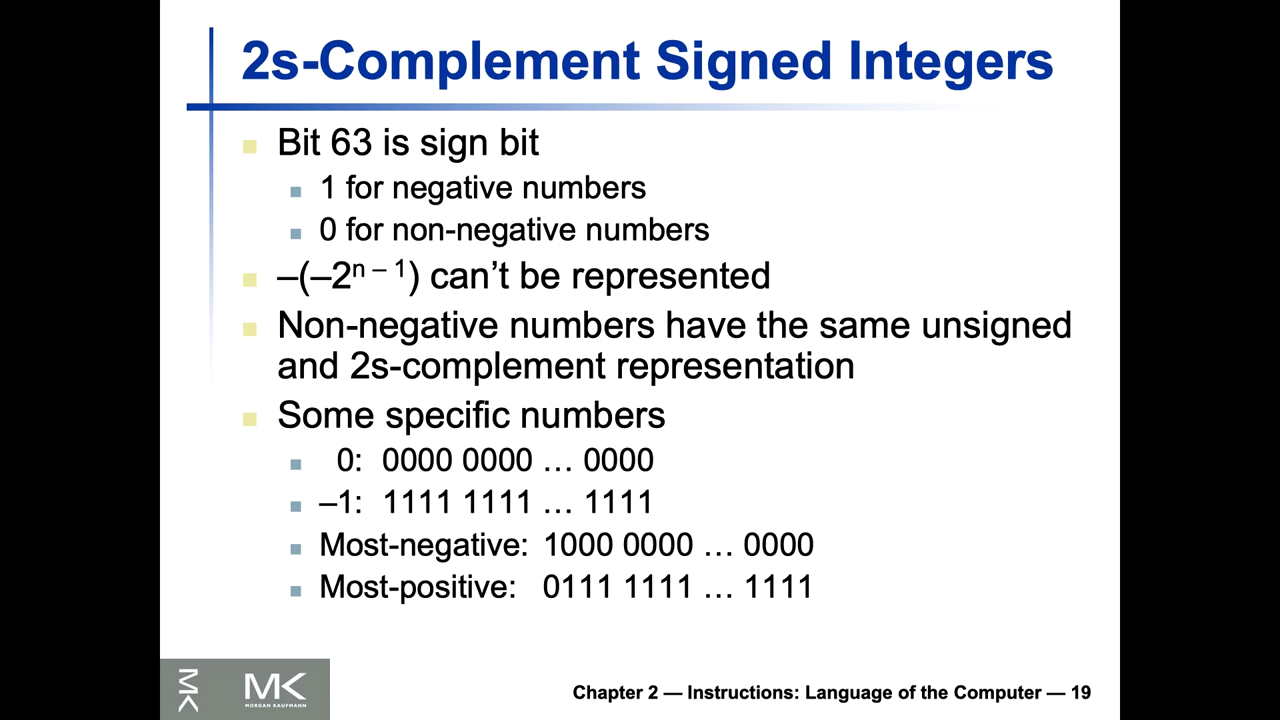 2s-Complement Signed Integers
Bit 63 is sign bit
1 for negative numbers
0 for non-negative numbers
–(–2ⁿ ⁻ ¹) can’t be represented
Non-negative numbers have the same unsigned
and 2s-complement representation
Some specific numbers
0: 0000 0000 … 0000
–1: 1111 1111 … 1111
Most-negative: 1000 0000 … 0000
Most-positive: 0111 1111 … 1111
MK
MK
MORGAN KAUFMANN
Chapter 2 — Instructions: Language of the Computer — 19